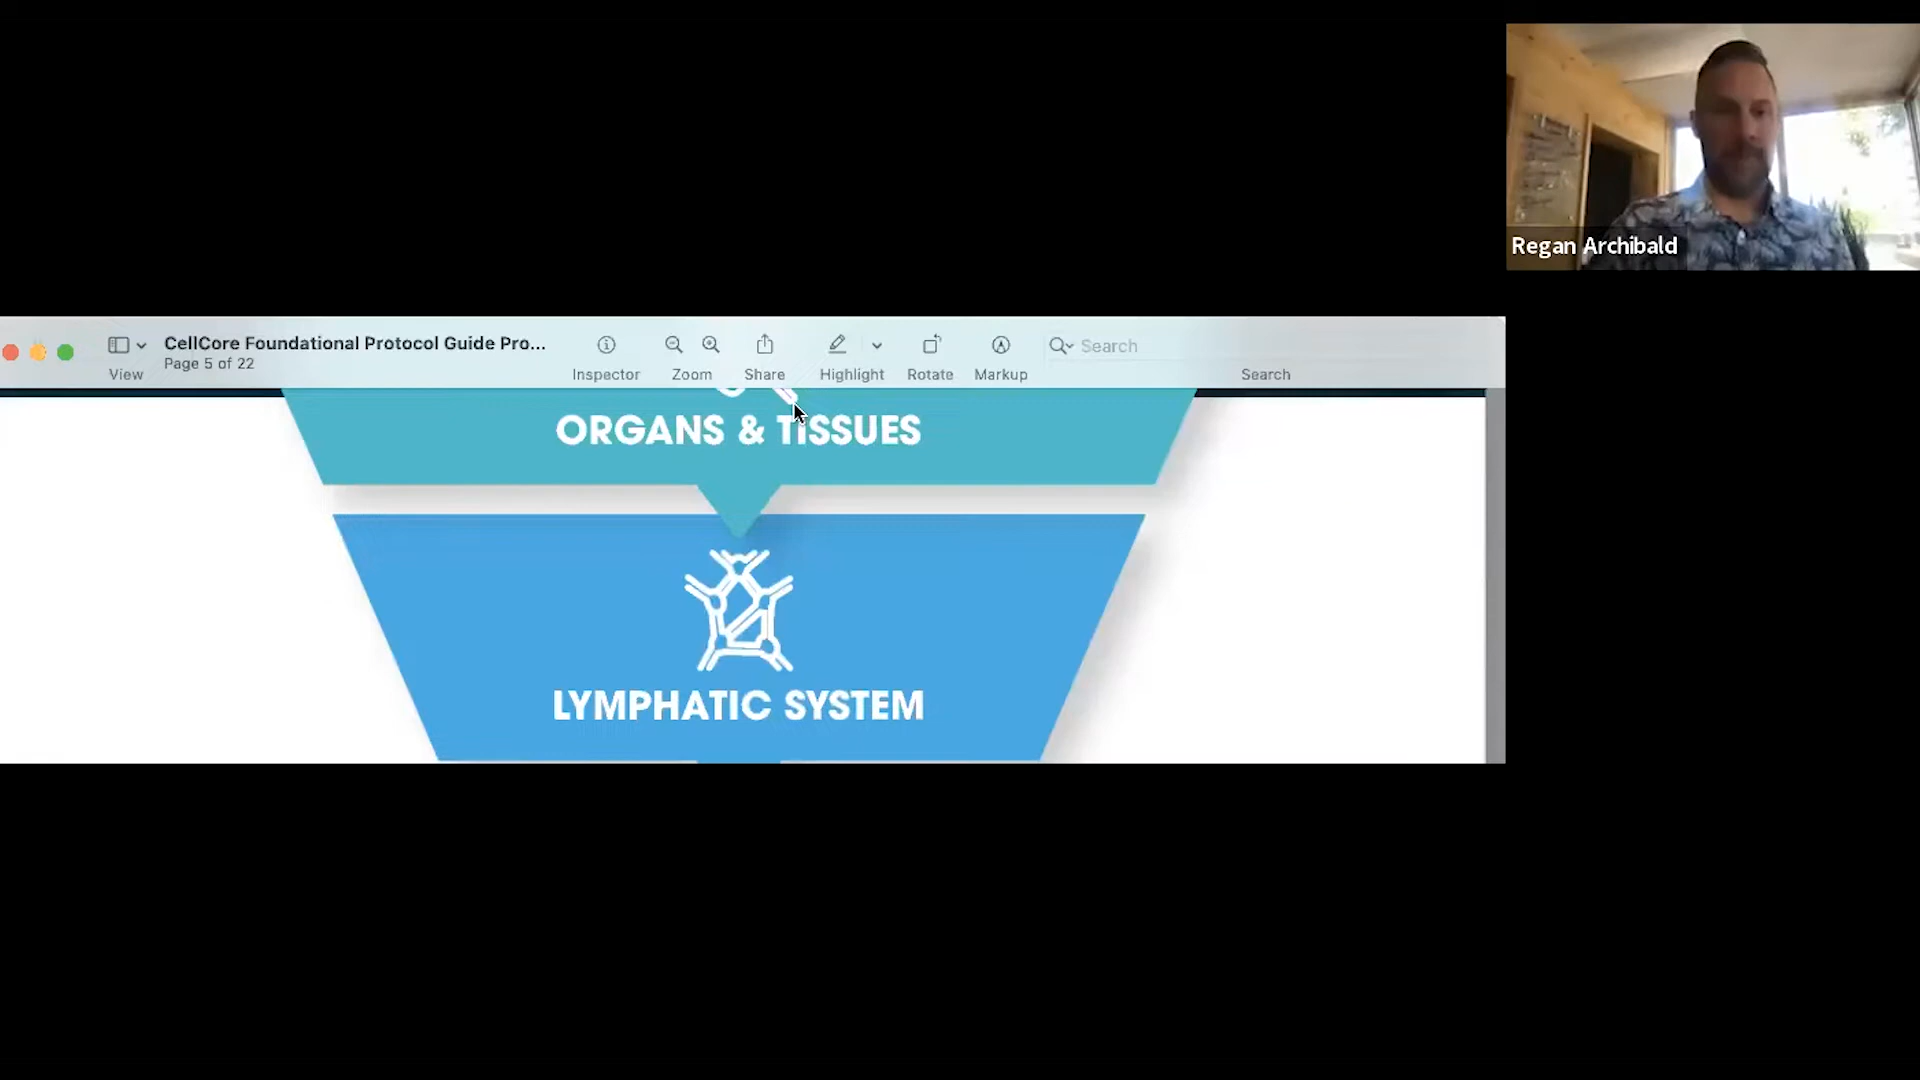 Regan Archibald
CellCore Foundational Protocol Guide Pro...
Page 5 of 22
View
Inspector
Zoom
Share
Highlight
Rotate
Markup
Search
Search
ORGANS & TISSUES
LYMPHATIC SYSTEM